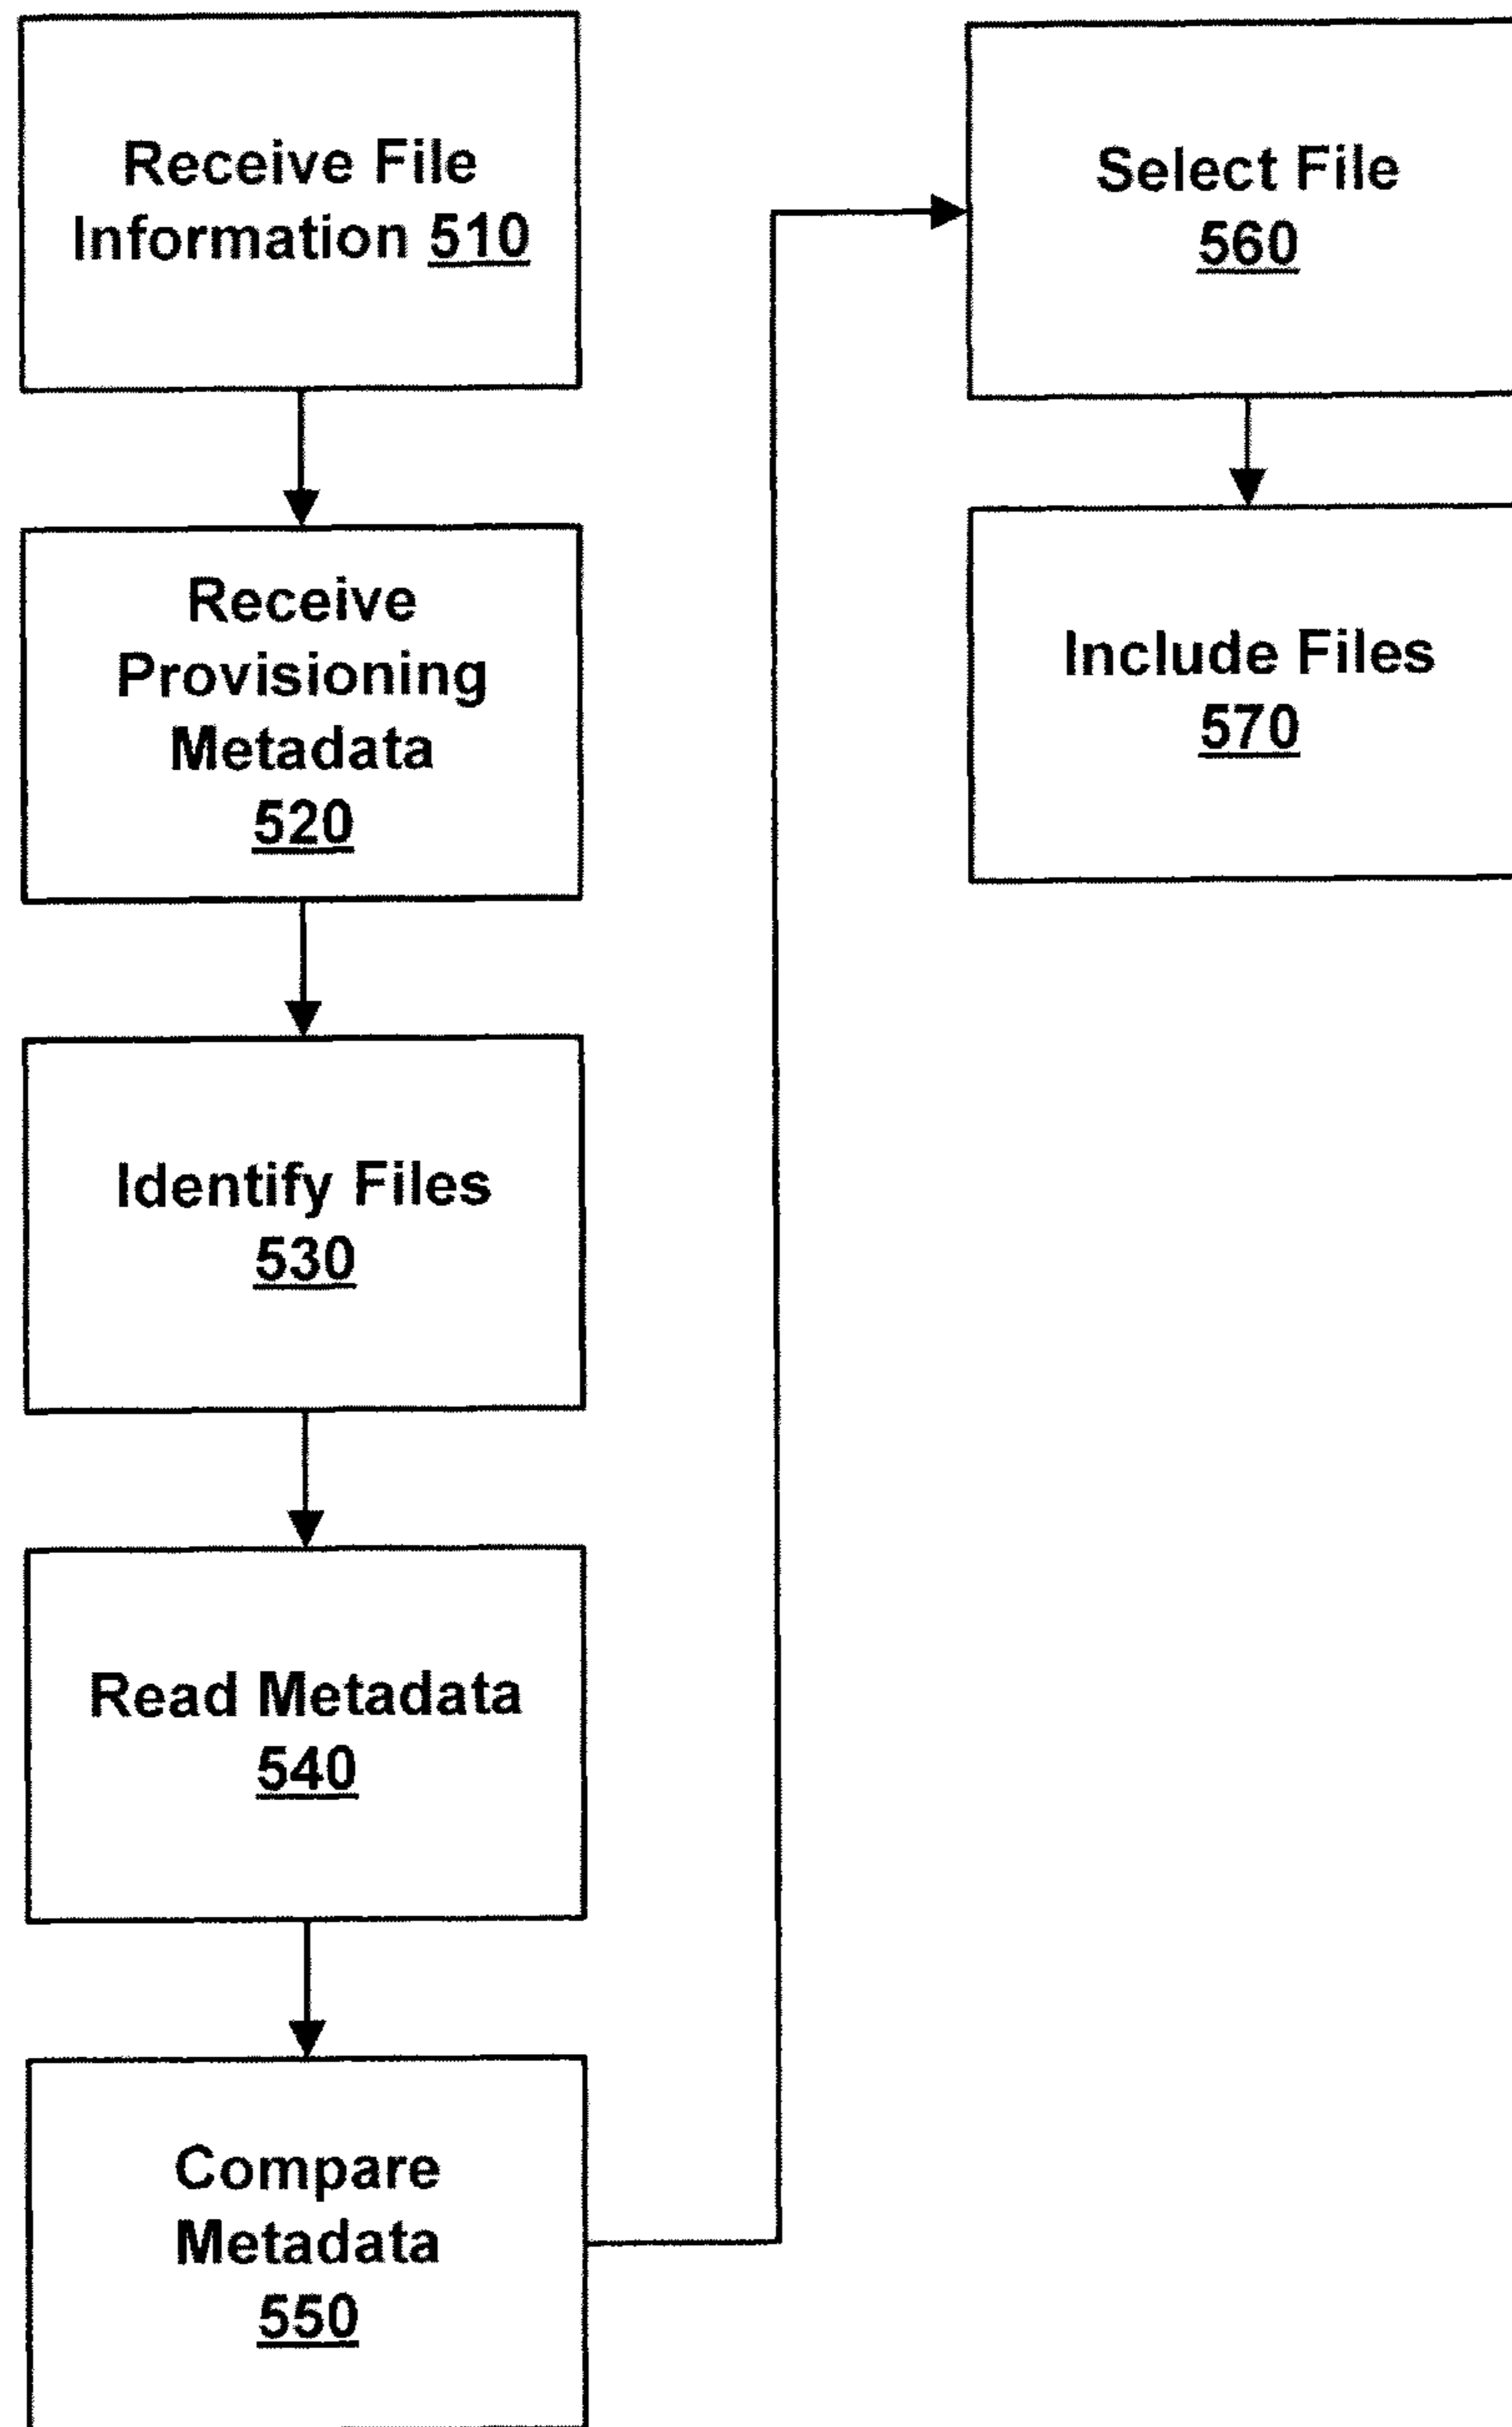 Receive File
Information 510
Receive
Provisioning
Metadata
520
Identify Files
530
Read Metadata
540
Compare
Metadata
550
Select File
560
Include Files
570